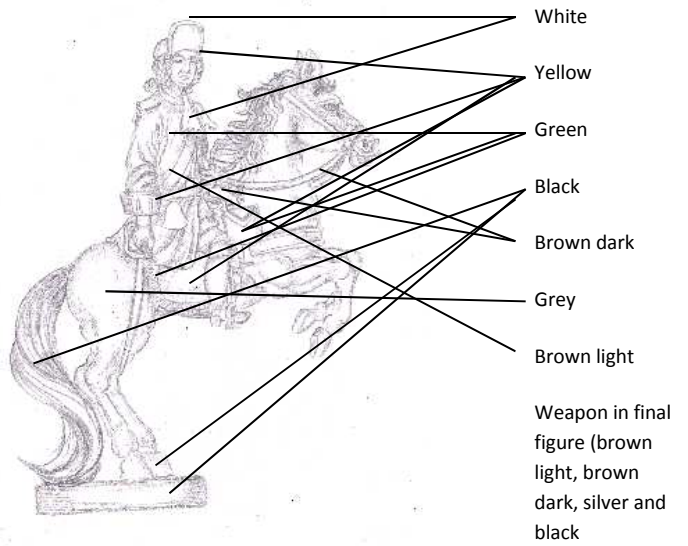 White
Yellow
Green
Black
Brown dark
Grey
Brown light
Weapon in final
figure (brown
light, brown
dark, silver and
black